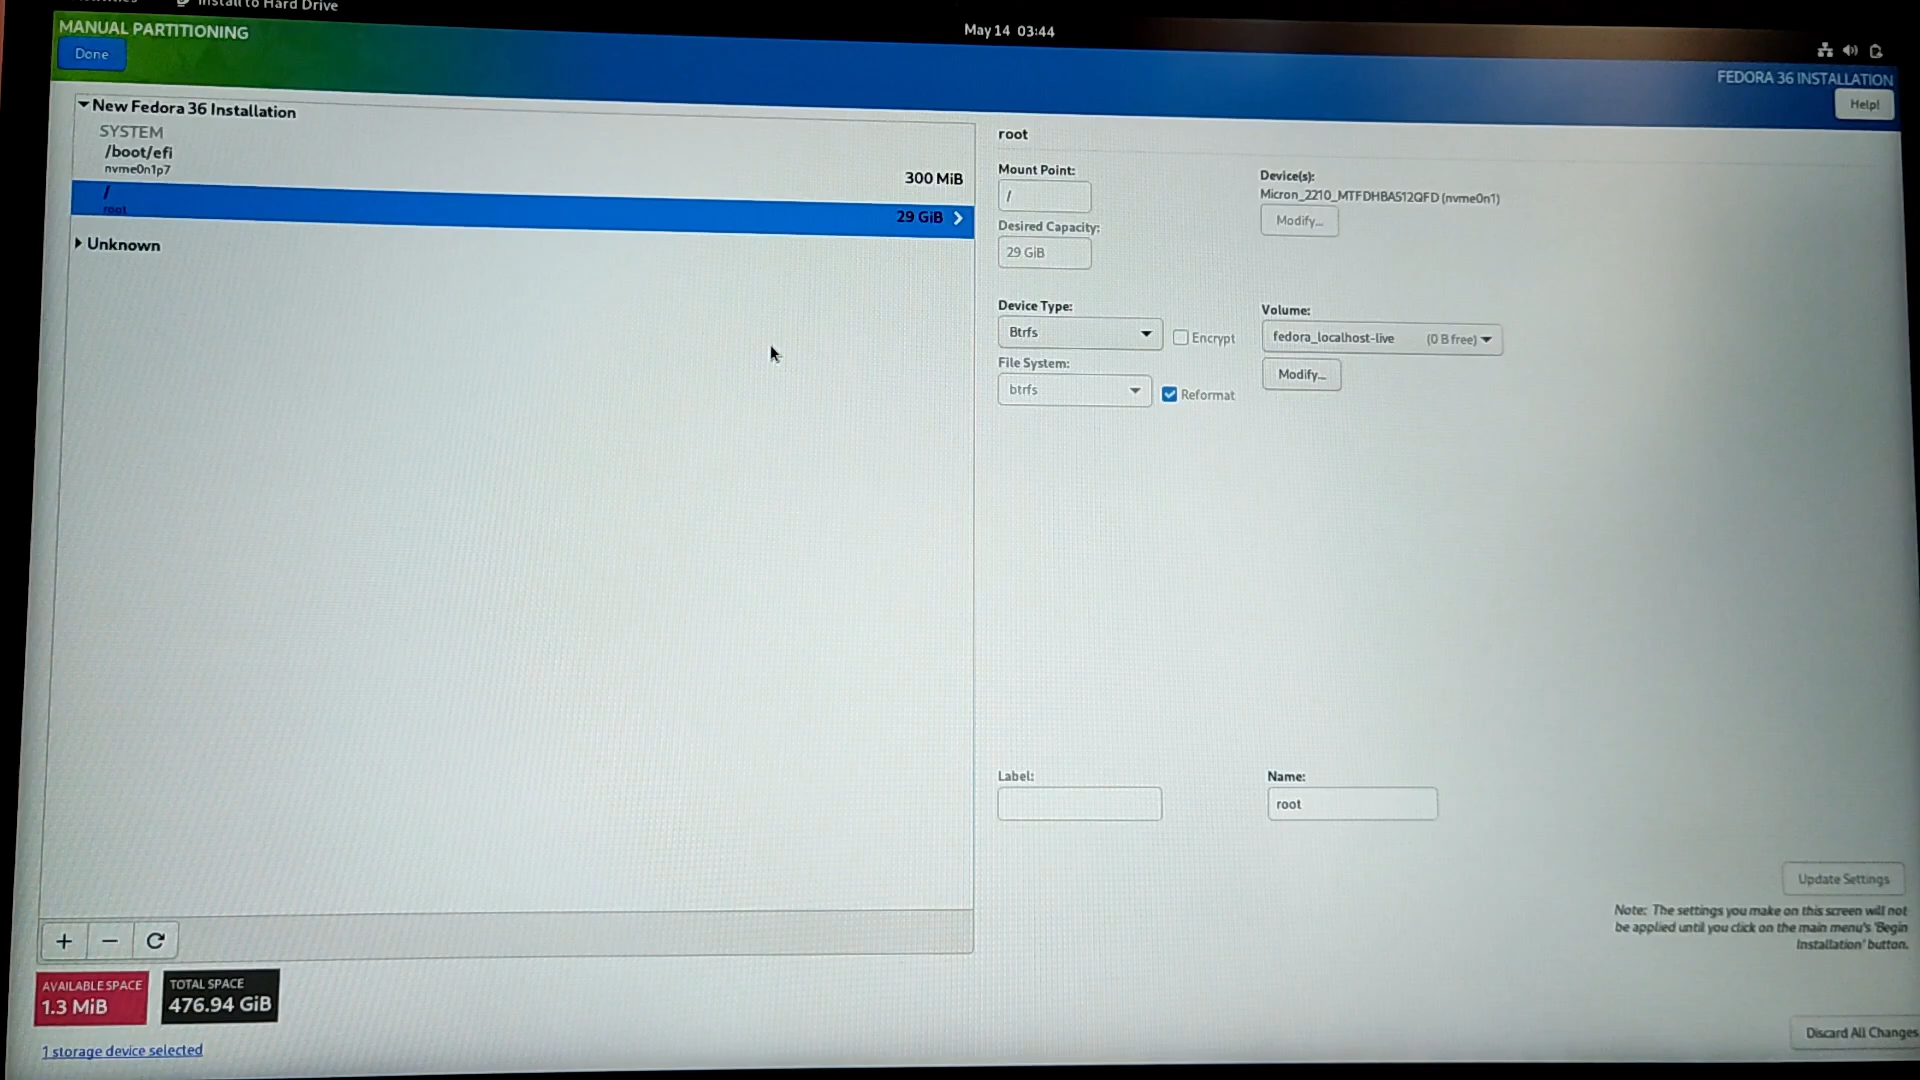 Install to Hard Drive
MANUAL PARTITIONING
May 14 03:44
Done
FEDORA 36 INSTALLATION
Help!
New Fedora 36 Installation
SYSTEM
/boot/efi
nvme0n1p7
300 MiB
/
root
29 GiB
Unknown
root
Mount Point:
/
Desired Capacity:
29 GiB
Device(s):
Micron_2210_MTFDHBA512QFD (nvme0n1)
Modify...
Device Type:
Btrfs
Encrypt
Volume:
fedora_localhost-live (0 B free)
File System:
btrfs
Reformat
Modify...
Label:
Name:
root
Update Settings
Note: The settings you make on this screen will not
be applied until you click on the main menu's 'Begin
Installation' button.
+ −
AVAILABLE SPACE
1.3 MiB
TOTAL SPACE
476.94 GiB
1 storage device selected
Discard All Changes